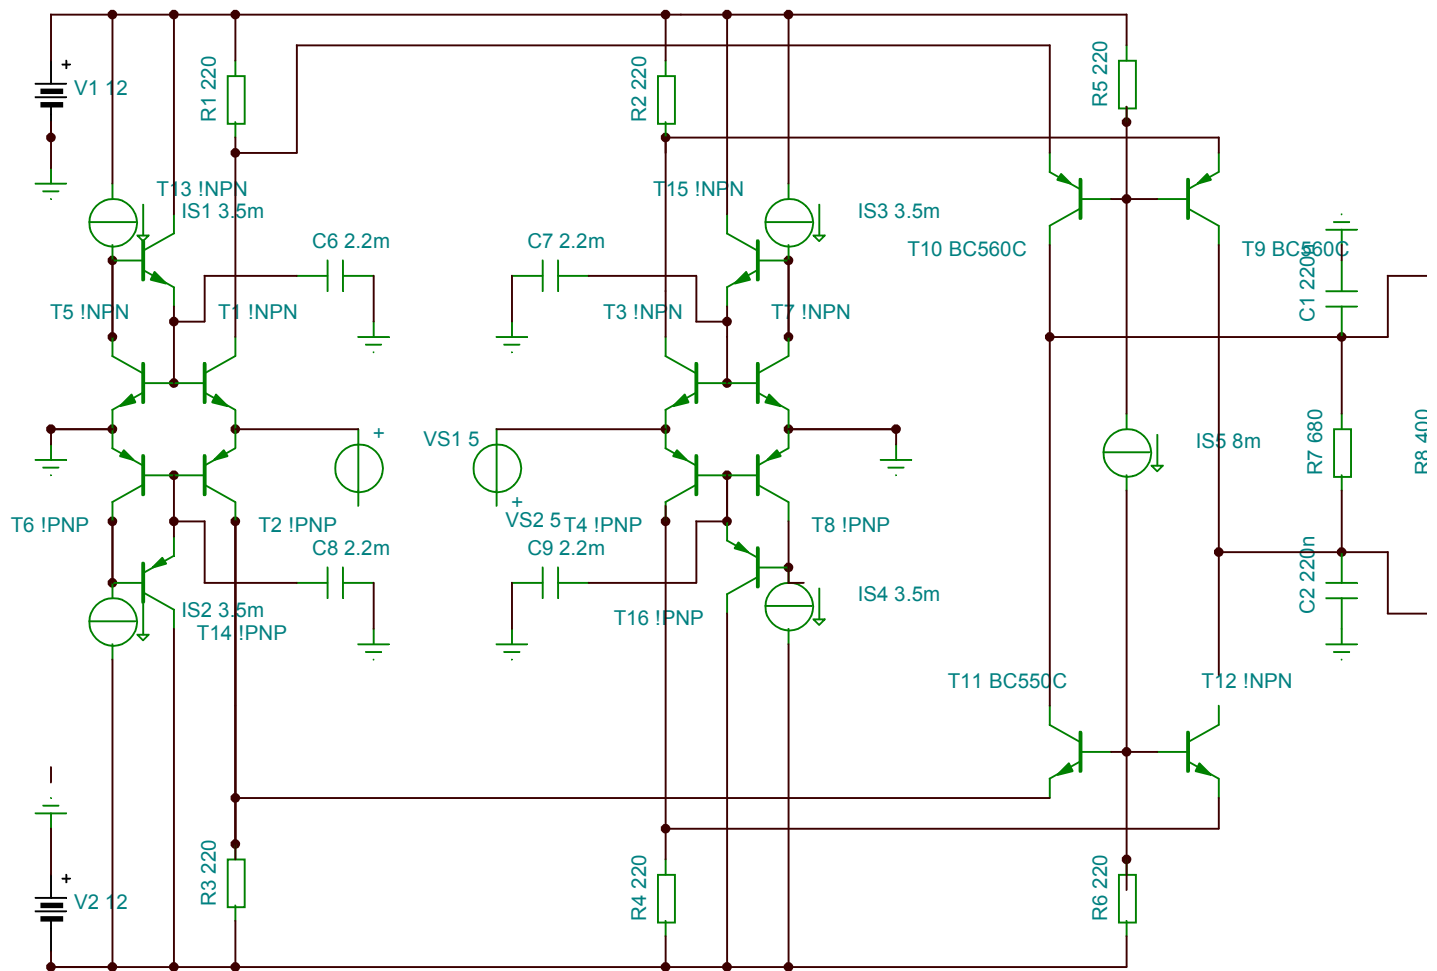 V1 12
R1 220
R2 220
R5 220
T13 !NPN
IS1 3.5m
T15 !NPN
IS3 3.5m
C6 2.2m
C7 2.2m
T10 BC560C
T9 BC560C
C1 220n
T5 !NPN
T1 !NPN
T3 !NPN
T7 !NPN
+
VS1 5
IS5 8m
R7 680
R8 400
+
VS2 5
T6 !PNP
T2 !PNP
T4 !PNP
T8 !PNP
C8 2.2m
C9 2.2m
C2 220n
IS2 3.5m
T14 !PNP
T16 !PNP
IS4 3.5m
T11 BC550C
T12 !NPN
+
V2 12
R3 220
R4 220
R6 220
+